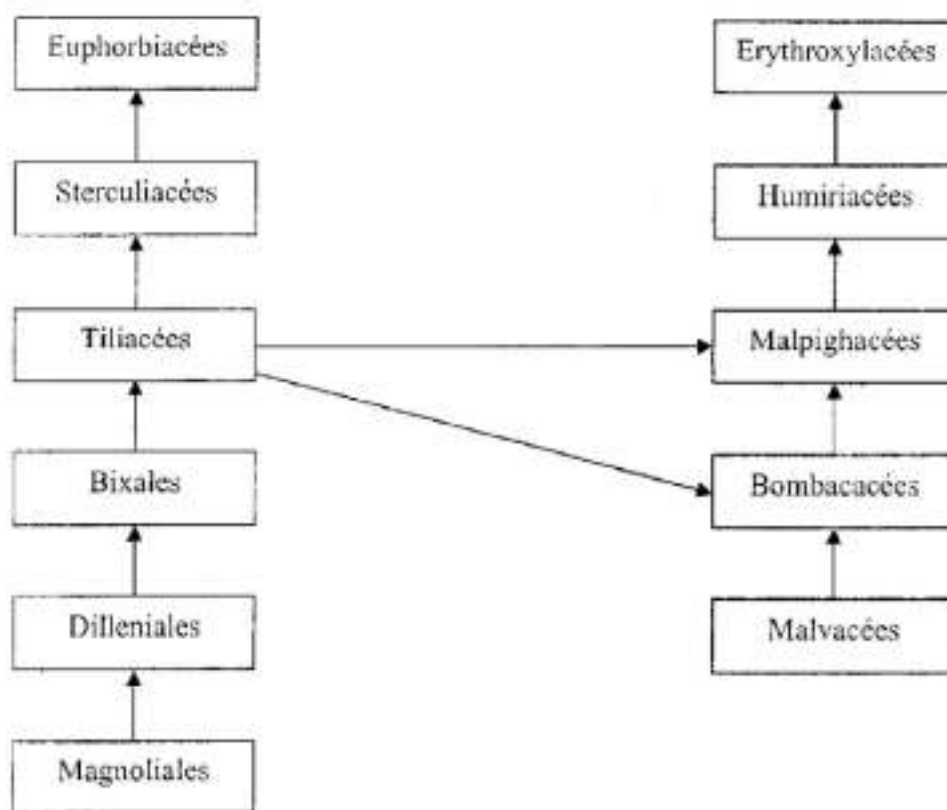 Euphorbiacées
Erythroxylacées
Sterculiacées
Humiriacées
Tiliacées
Malpighacées
Bixales
Bombacacées
Dilleniales
Malvacées
Magnoliales